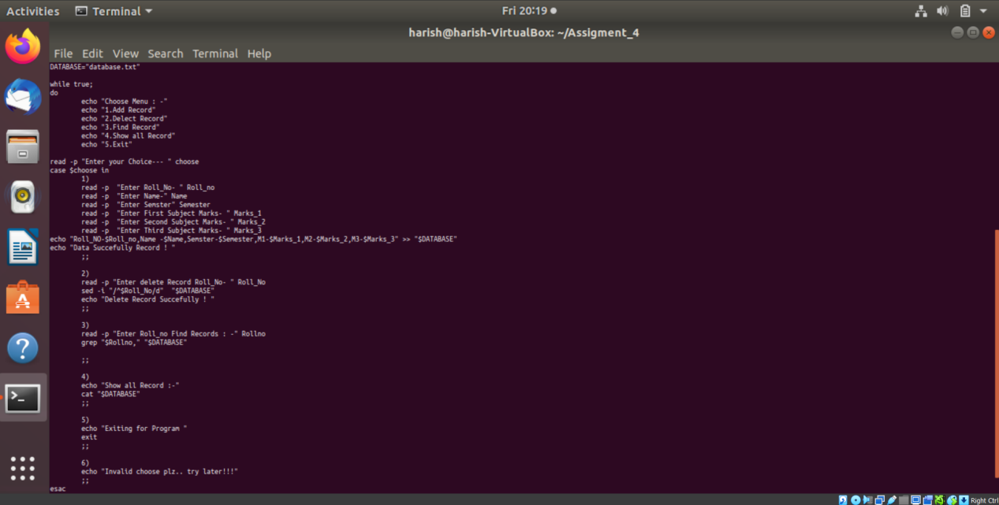 Activities
Terminal
Fri 20:19
harish@harish-VirtualBox: ~/Assigment_4
File Edit View Search Terminal Help
DATABASE="database.txt"
while true;
do
echo "Choose Menu : -"
echo "1.Add Record"
echo "2.Delect Record"
echo "3.Find Record"
echo "4.Show all Record"
echo "5.Exit"
read -p "Enter your Choice--- " choose
case $choose in
1)
read -p  "Enter Roll_No- " Roll_no
read -p  "Enter Name-" Name
read -p  "Enter Semster" Semester
read -p  "Enter First Subject Marks- " Marks_1
read -p  "Enter Second Subject Marks- " Marks_2
read -p  "Enter Third Subject Marks- " Marks_3
echo "Roll_NO-$Roll_no,Name -$Name,Semster-$Semester,M1-$Marks_1,M2-$Marks_2,M3-$Marks_3" >> "$DATABASE"
echo "Data Succefully Record ! "
;;
2)
read -p "Enter delete Record Roll_No- " Roll_No
sed -i "/^$Roll_No/d"  "$DATABASE"
echo "Delete Record Succefully ! "
;;
3)
read -p "Enter Roll_no Find Records : -" Rollno
grep "$Rollno," "$DATABASE"
;;
4)
echo "Show all Record :-"
cat "$DATABASE"
;;
5)
echo "Exiting for Program "
exit
;;
6)
echo "Invalid choose plz.. try later!!!"
;;
esac
Right Ctrl